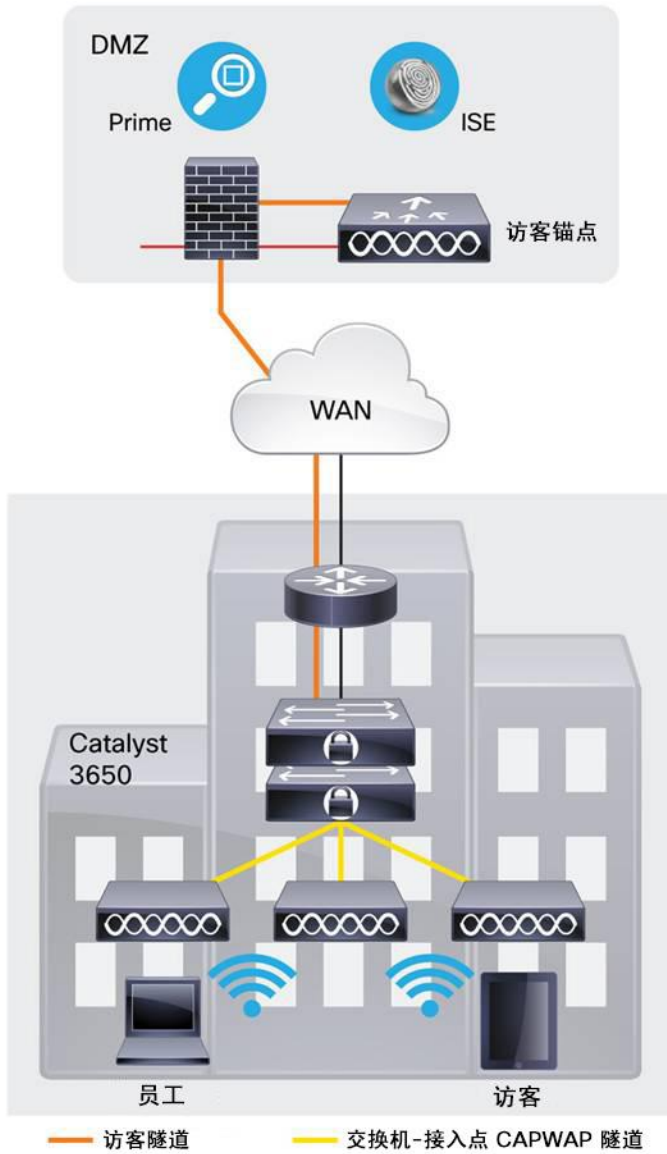 DMZ
Prime
ISE
访客锚点
WAN
Catalyst
3650
员工
访客
访客隧道
交换机-接入点 CAPWAP 隧道